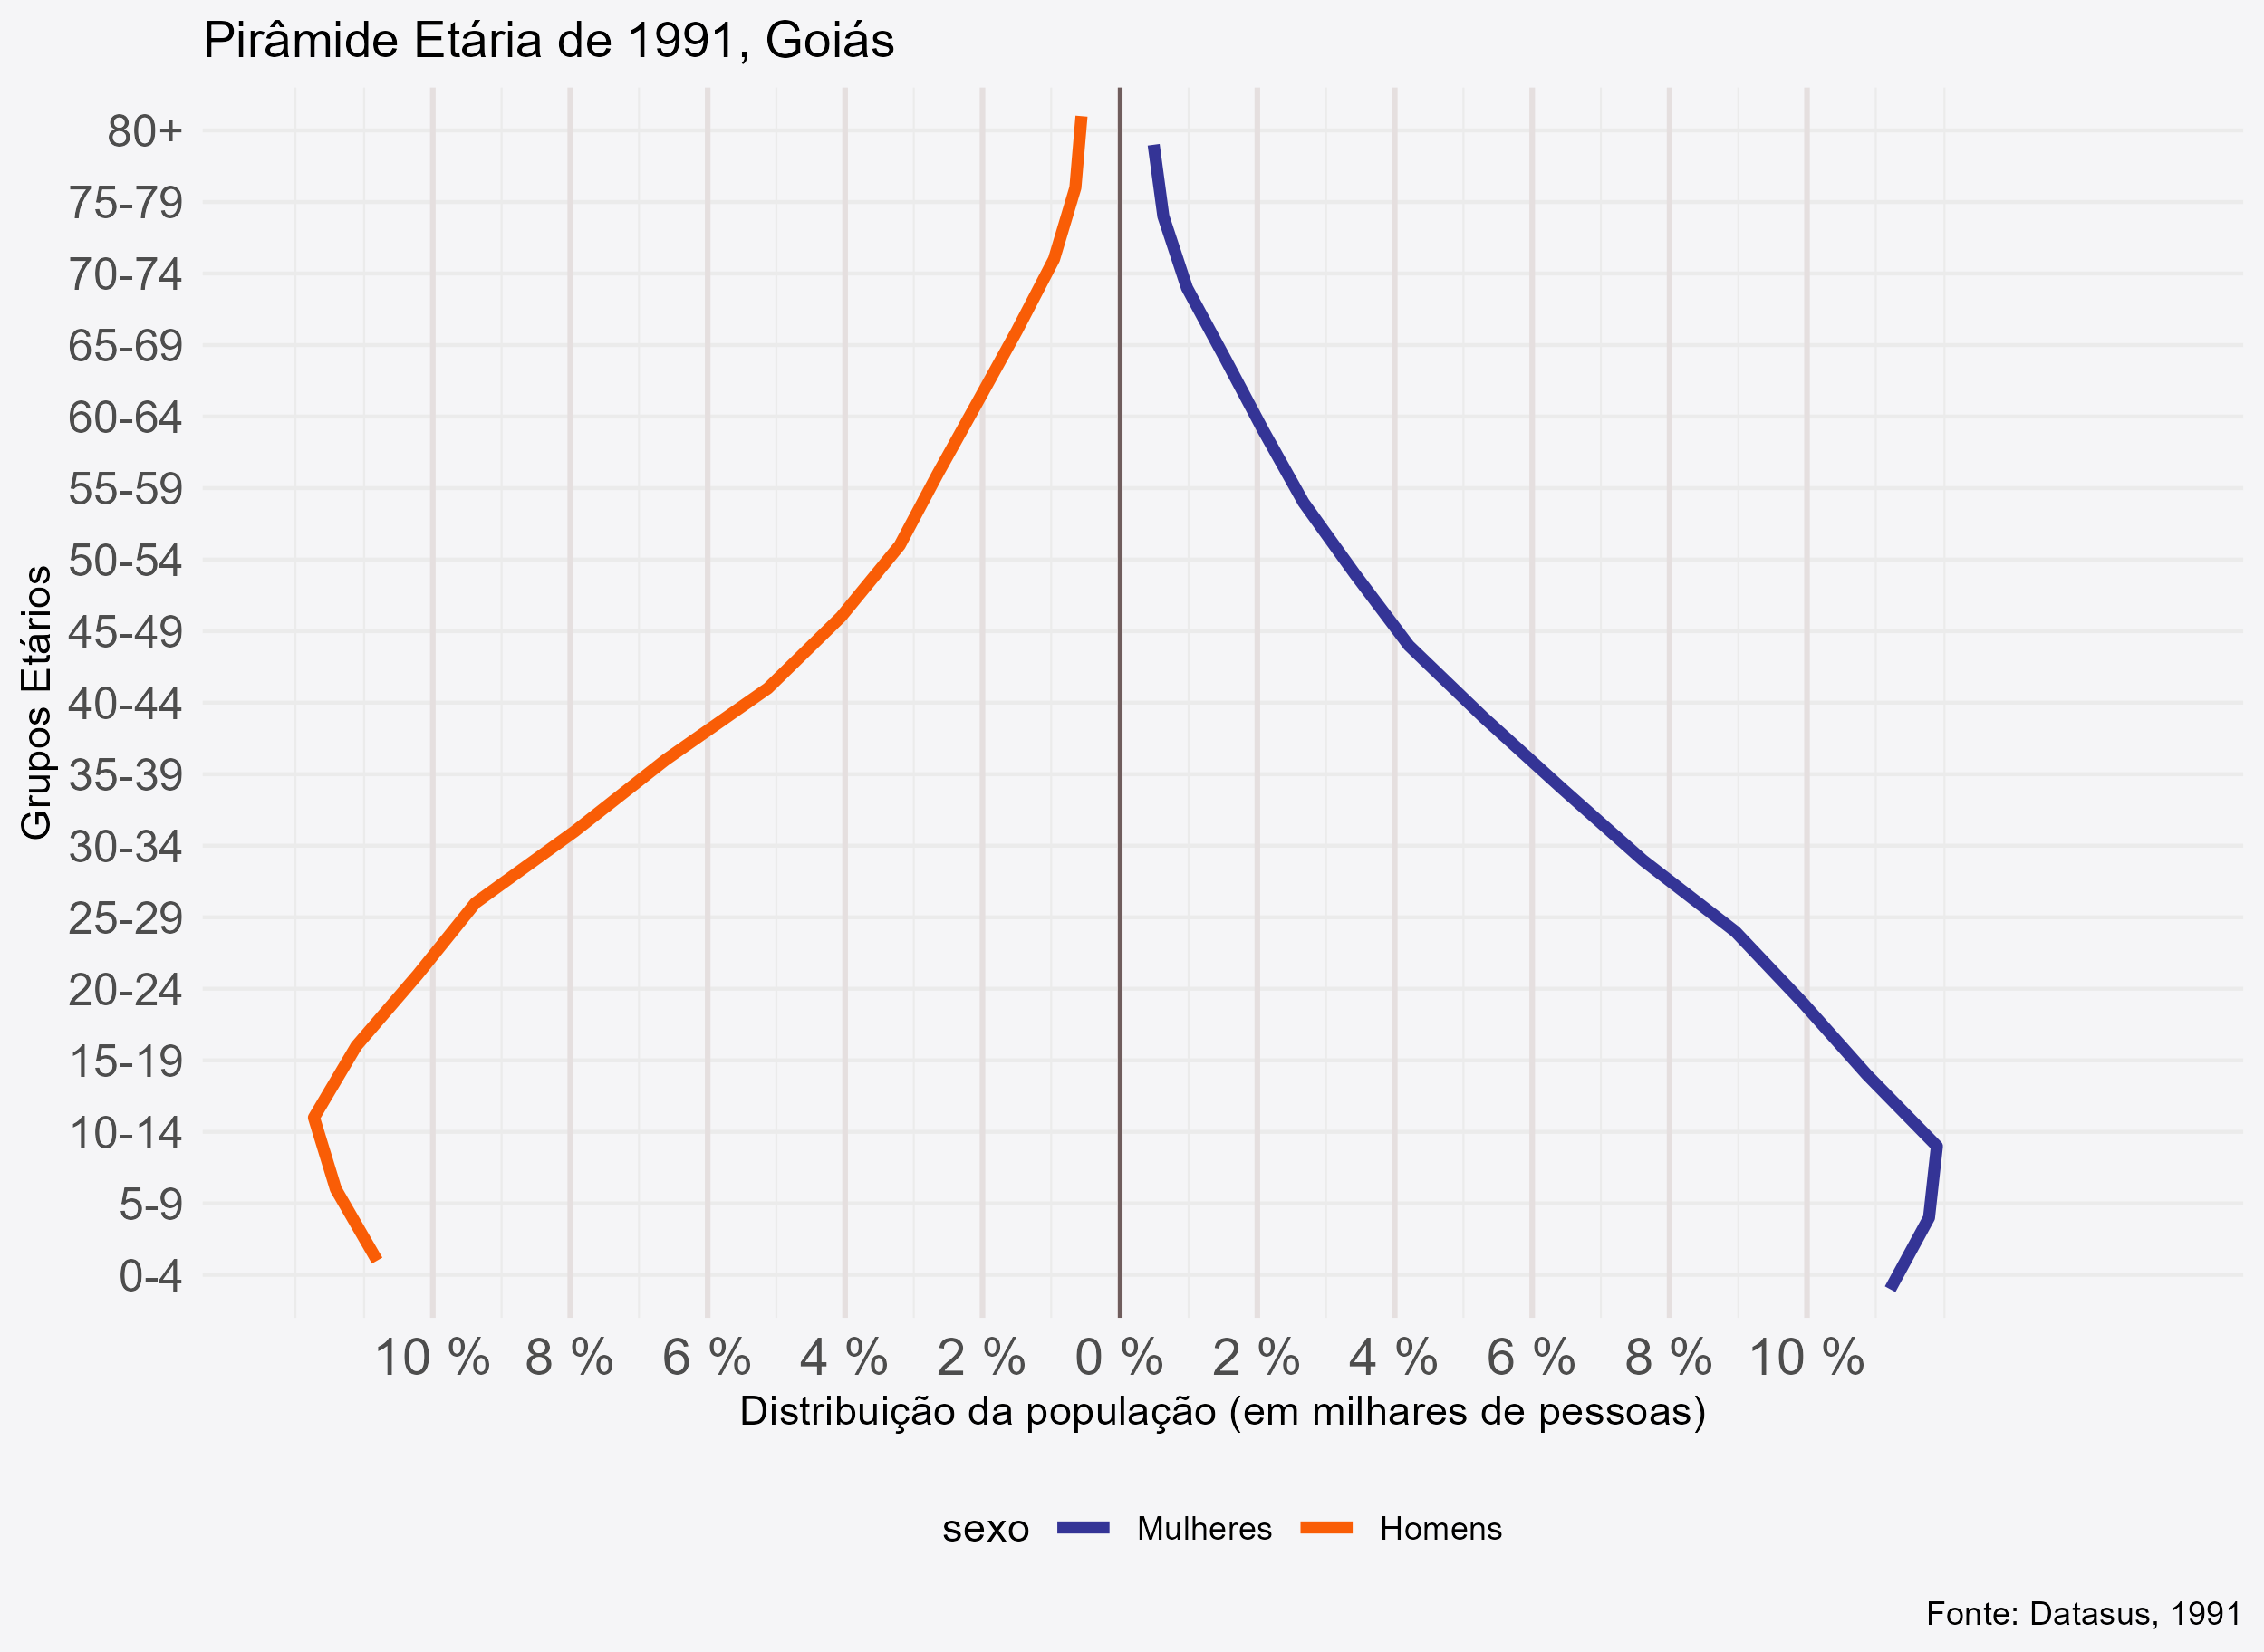 Pirâmide Etária de 1991, Goiás
Grupos Etários
80+
75-79
70-74
65-69
60-64
55-59
50-54
45-49
40-44
35-39
30-34
25-29
20-24
15-19
10-14
5-9
0-4
10 % 8 % 6 % 4 % 2 % 0 % 2 % 4 % 6 % 8 % 10 %
Distribuição da população (em milhares de pessoas)
sexo Mulheres Homens
Fonte: Datasus, 1991